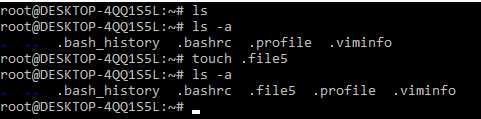 root@DESKTOP-4QQ1S5L:~# ls
root@DESKTOP-4QQ1S5L:~# ls -a
.  ..  .bash_history  .bashrc  .profile  .viminfo
root@DESKTOP-4QQ1S5L:~# touch .file5
root@DESKTOP-4QQ1S5L:~# ls -a
.  ..  .bash_history  .bashrc  .file5  .profile  .viminfo
root@DESKTOP-4QQ1S5L:~#